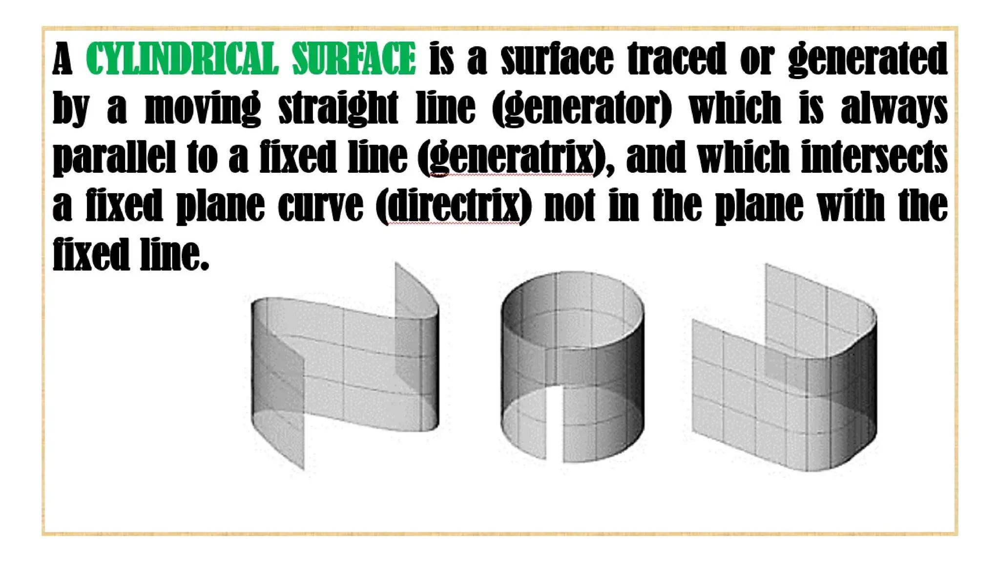 A CYLINDRICAL SURFACE is a surface traced or generated
by a moving straight line (generator) which is always
parallel to a fixed line (generatrix), and which intersects
a fixed plane curve (directrix) not in the plane with the
fixed line.